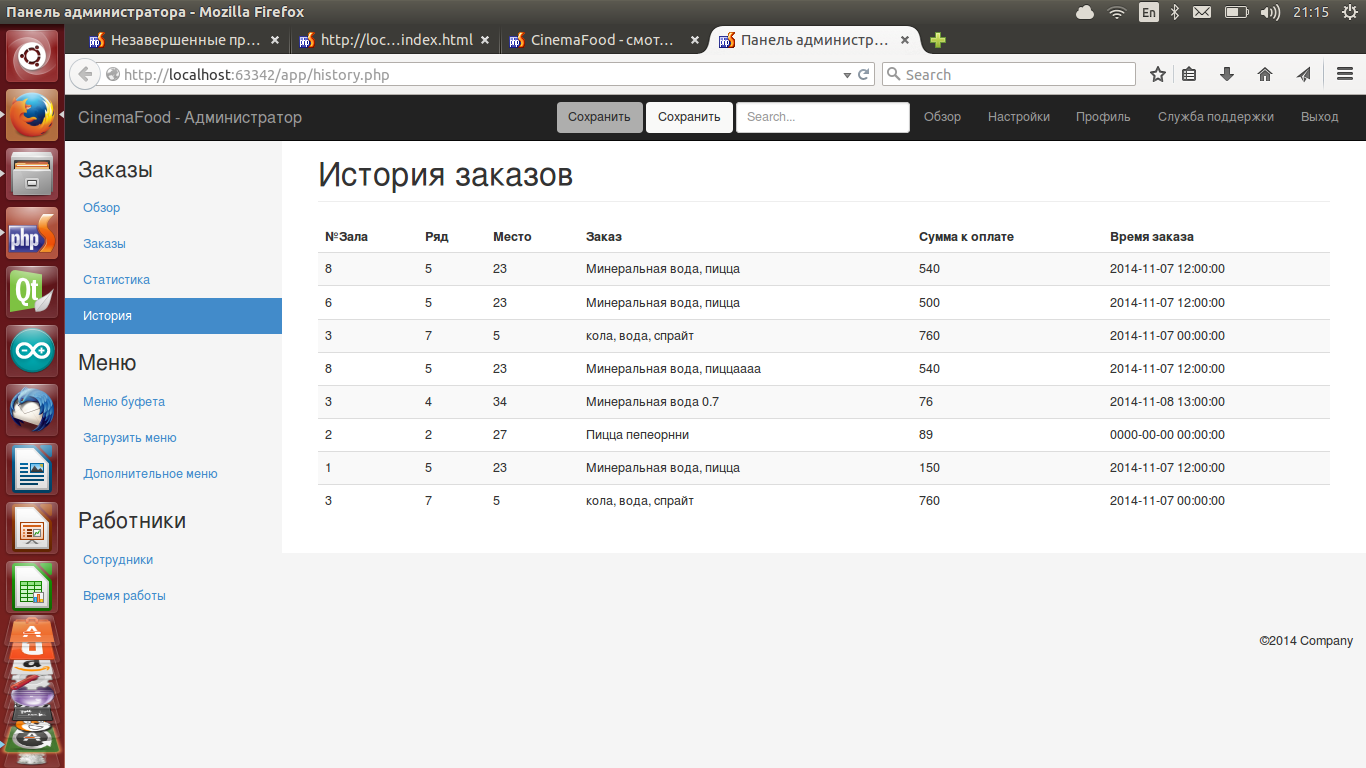 Панель администратора - Mozilla Firefox
En
21:15
Незавершенные пр...
http://loc...index.html
CinemaFood - смот...
Панель администр...
http://localhost:63342/app/history.php
Search
CinemaFood - Администратор
Сохранить
Сохранить
Search...
Обзор
Настройки
Профиль
Служба поддержки
Выход
Заказы
Обзор
Заказы
Статистика
История
Меню
Меню буфета
Загрузить меню
Дополнительное меню
Работники
Сотрудники
Время работы
История заказов
№Зала Ряд Место Заказ Сумма к оплате Время заказа
8 5 23 Минеральная вода, пицца 540 2014-11-07 12:00:00
6 5 23 Минеральная вода, пицца 500 2014-11-07 12:00:00
3 7 5 кола, вода, спрайт 760 2014-11-07 00:00:00
8 5 23 Минеральная вода, пиццаааа 540 2014-11-07 12:00:00
3 4 34 Минеральная вода 0.7 76 2014-11-08 13:00:00
2 2 27 Пицца пепеорнни 89 0000-00-00 00:00:00
1 5 23 Минеральная вода, пицца 150 2014-11-07 12:00:00
3 7 5 кола, вода, спрайт 760 2014-11-07 00:00:00
©2014 Company
php
Qt